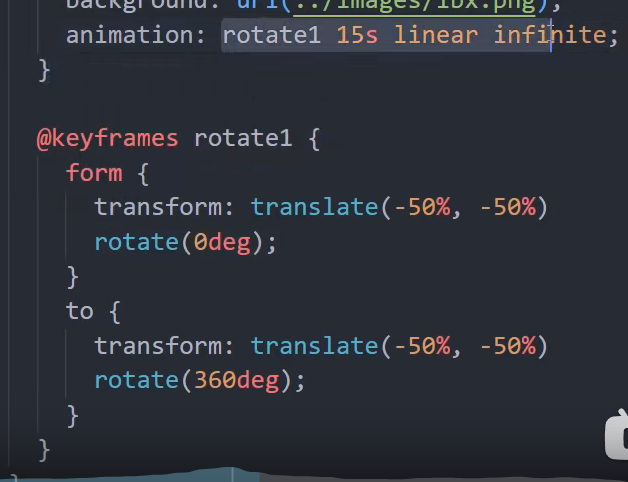 background: url(../images/lbx.png);
animation: rotate1 15s linear infinite;
}
@keyframes rotate1 {
form {
transform: translate(-50%, -50%)
rotate(0deg);
}
to {
transform: translate(-50%, -50%)
rotate(360deg);
}
}
}